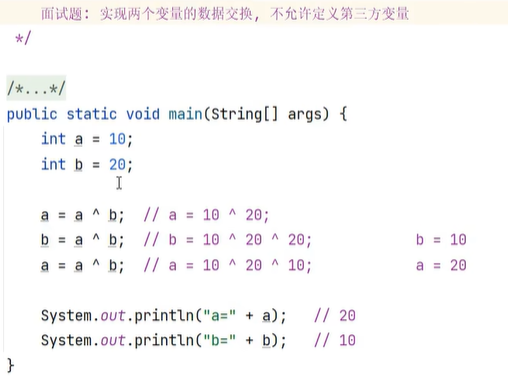 面试题: 实现两个变量的数据交换, 不允许定义第三方变量
*/
/*...*/
public static void main(String[] args) {
int a = 10;
int b = 20;
a = a ^ b; // a = 10 ^ 20;
b = a ^ b; // b = 10 ^ 20 ^ 20; b = 10
a = a ^ b; // a = 10 ^ 20 ^ 10; a = 20
System.out.println("a=" + a); // 20
System.out.println("b=" + b); // 10
}